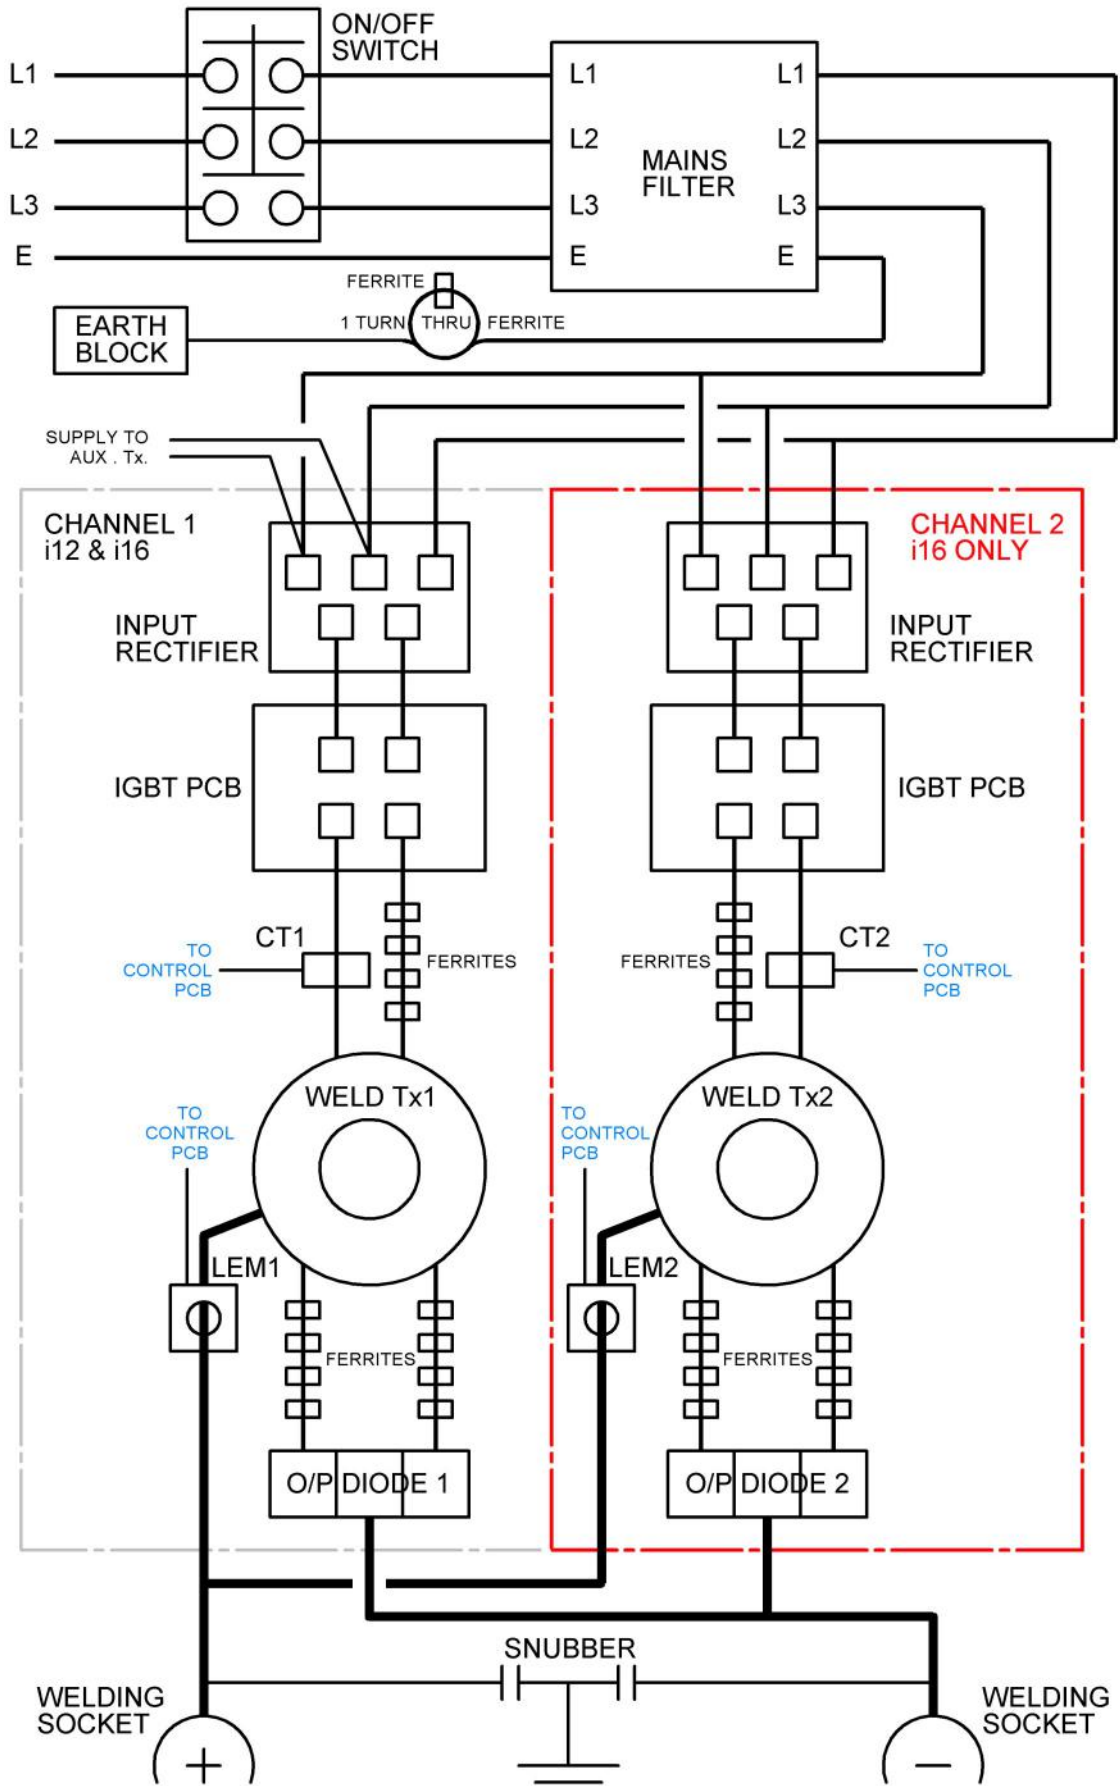 ON/OFF
SWITCH
L1
L1
L1
L2
L2
L2
MAINS
FILTER
L3
L3
L3
E
E
E
FERRITE
1 TURN THRU FERRITE
EARTH
BLOCK
SUPPLY TO
AUX . Tx.
CHANNEL 1
i12 & i16
CHANNEL 2
i16 ONLY
INPUT
RECTIFIER
INPUT
RECTIFIER
IGBT PCB
IGBT PCB
CT1
TO
CONTROL
PCB
FERRITES
FERRITES
CT2
TO
CONTROL
PCB
WELD Tx1
WELD Tx2
TO
CONTROL
PCB
TO
CONTROL
PCB
LEM1
LEM2
FERRITES
FERRITES
O/P DIODE 1
O/P DIODE 2
SNUBBER
WELDING
SOCKET
WELDING
SOCKET
+
−